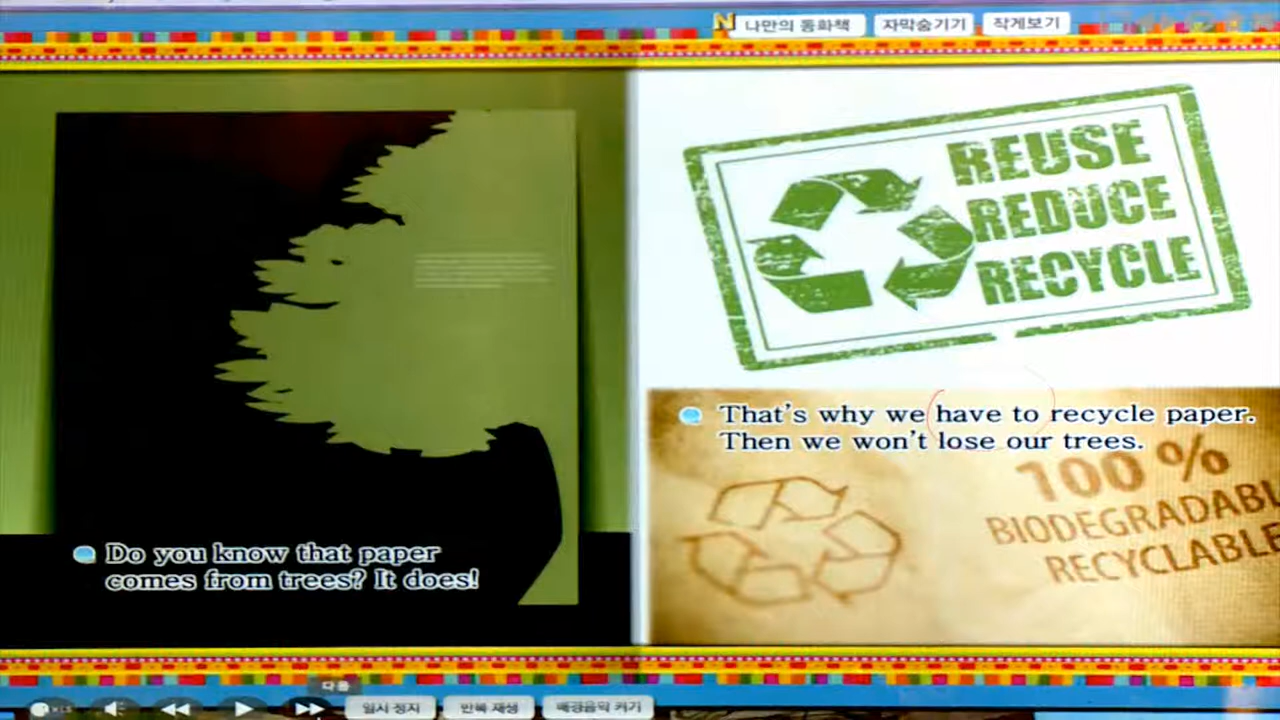 나만의 동화책
자막숨기기
작게보기
REUSE
REDUCE
RECYCLE
That's why we have to recycle paper.
Then we won't lose our trees.
100 %
BIODEGRADABL
RECYCLABLE
Do you know that paper
comes from trees? It does!
다음
일시 정지
반복 재생
배경음악 켜기